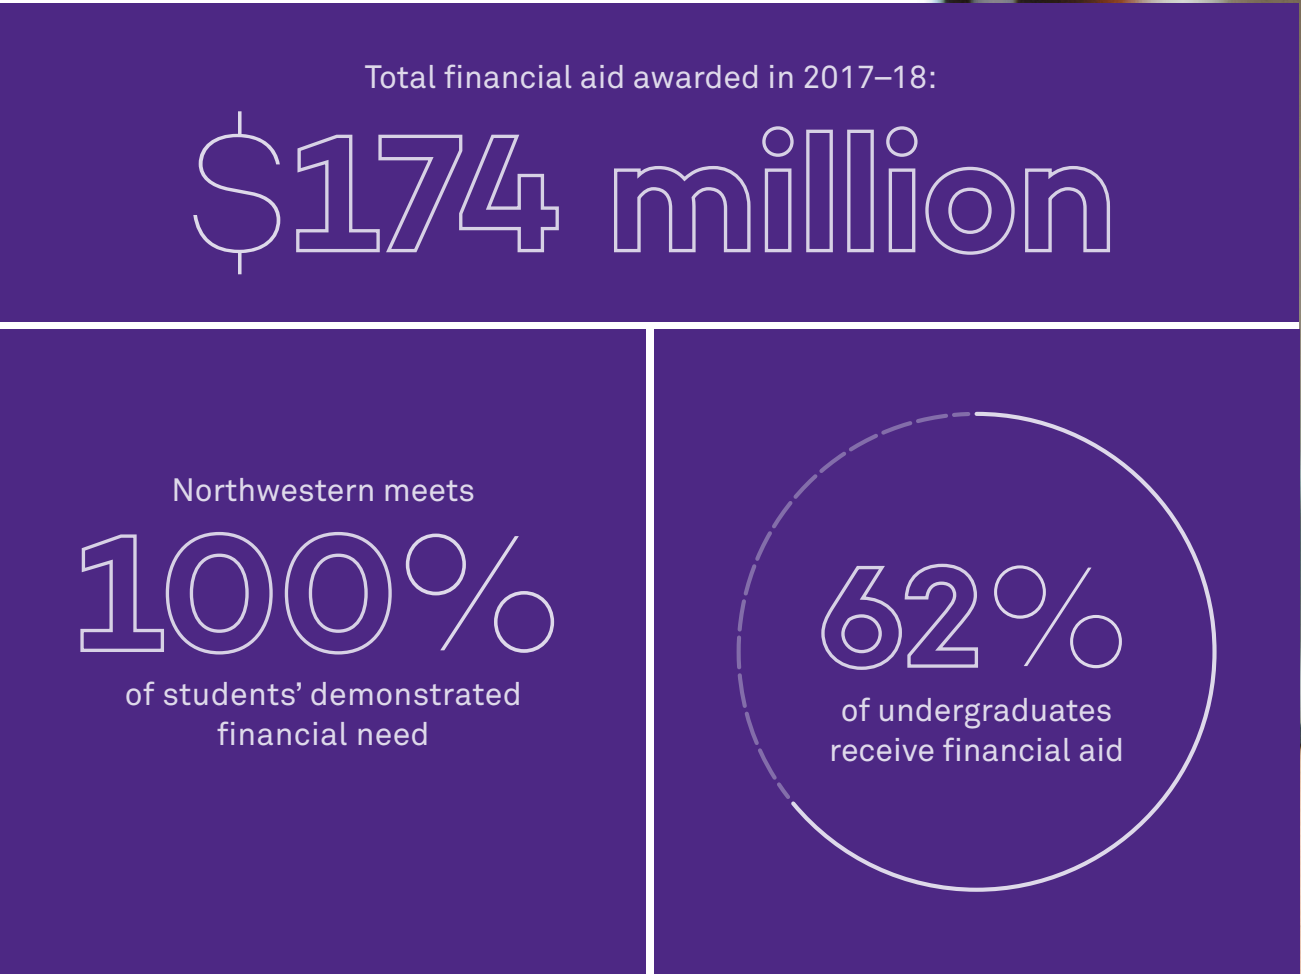 Total financial aid awarded in 2017–18:
$174 million
Northwestern meets
100%
of students’ demonstrated
financial need
62%
of undergraduates
receive financial aid